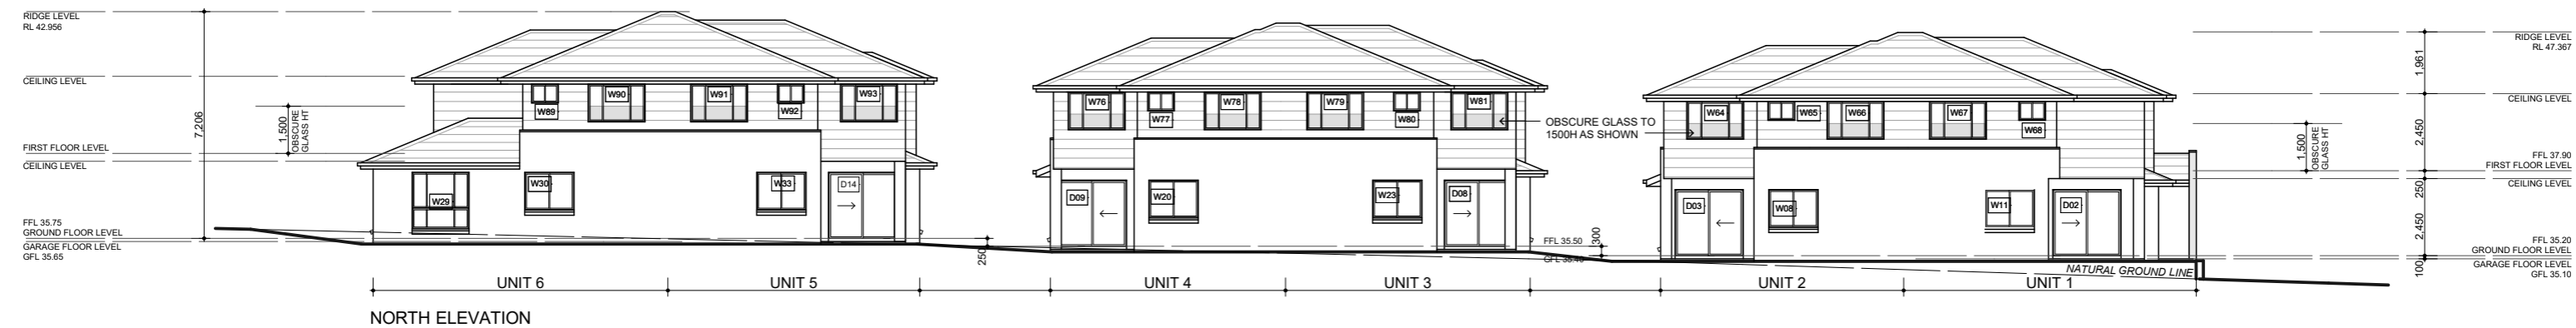 RIDGE LEVEL
RL 42.956
CEILING LEVEL
FIRST FLOOR LEVEL
CEILING LEVEL
FFL 35.75
GROUND FLOOR LEVEL
GARAGE FLOOR LEVEL
GFL 35.65
7,206
1,500
OBSCURE
GLASS HT
W89
W90
W91
W92
W93
W29
W30
W33
D14
250
W76
W77
W78
W79
W80
W81
D09
W20
W23
D08
OBSCURE GLASS TO
1500H AS SHOWN
FFL 35.50
300
W64
W65
W66
W67
W68
D03
W08
W11
D02
NATURAL GROUND LINE
1,500
OBSCURE
GLASS HT
1,961
2,450
250
2,450
100
RIDGE LEVEL
RL 47.367
CEILING LEVEL
FFL 37.90
FIRST FLOOR LEVEL
CEILING LEVEL
FFL 35.20
GROUND FLOOR LEVEL
GARAGE FLOOR LEVEL
GFL 35.10
UNIT 6
UNIT 5
UNIT 4
UNIT 3
UNIT 2
UNIT 1
NORTH ELEVATION